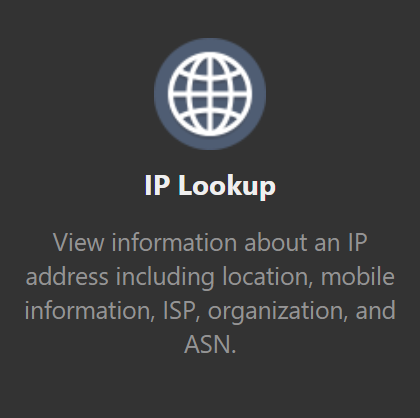 IP Lookup
View information about an IP
address including location, mobile
information, ISP, organization, and
ASN.